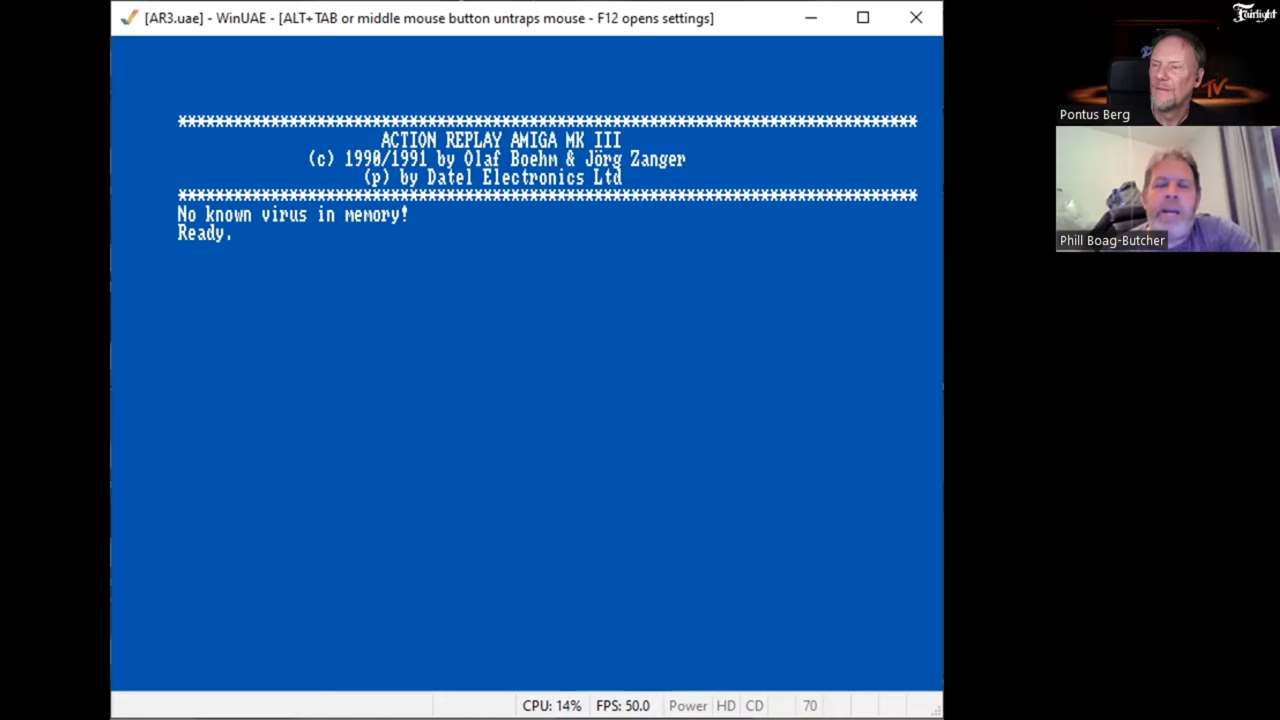 [AR3.uae] - WinUAE - [ALT+TAB or middle mouse button untraps mouse - F12 opens settings]
Fairlight
TV
Pontus Berg
Phill Boag-Butcher
********************************************************************************
ACTION REPLAY AMIGA MK III
(c) 1990/1991 by Olaf Boehm & Jörg Zanger
(p) by Datel Electronics Ltd
********************************************************************************
No known virus in memory!
Ready.
CPU: 14% FPS: 50.0 Power HD CD 70